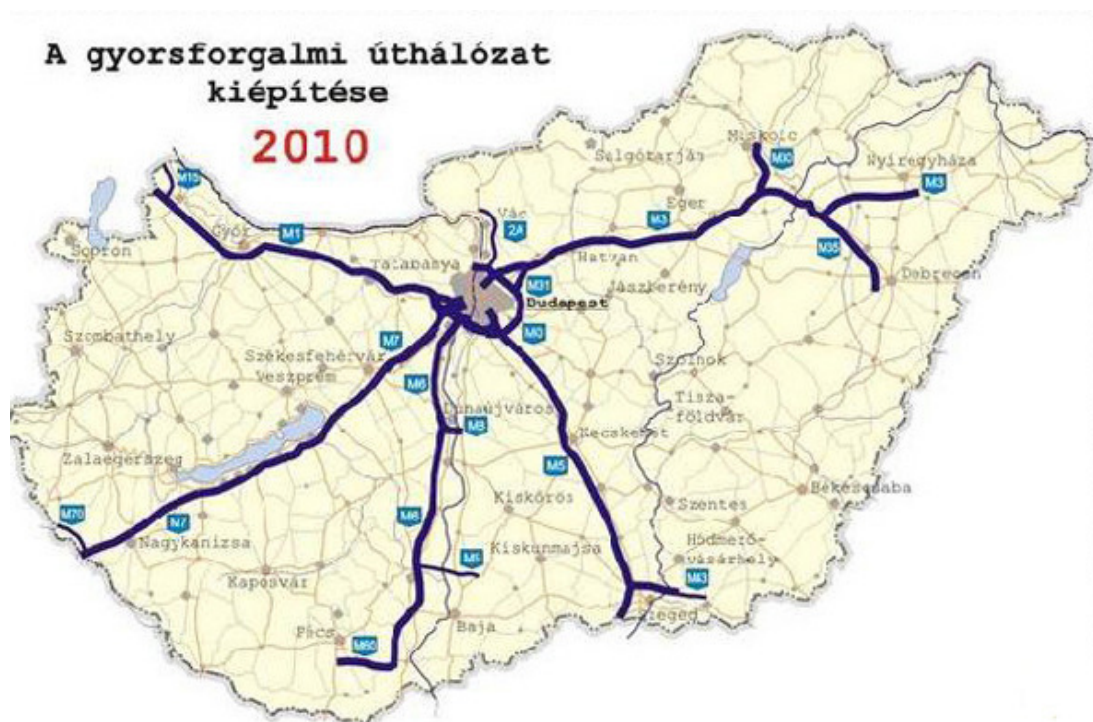 A gyorsforgalmi úthálózat
kiépítése
2010
Miskolc
Salgótarján
M30
Nyíregyháza
M3
M15
Vác
2A
Eger
M3
Győr
M1
Sopron
Hatvan
M35
Tatabánya
Debrecen
M31
Jászberény
Budapest
M0
Szombathely
M7
Székesfehérvár
Szolnok
Veszprém
M6
Dunaújváros
Tisza-
földvár
M8
Kecskemét
Zalaegerszeg
M5
Békéscsaba
Kiskőrös
Szentes
M70
M7
M6
Nagykanizsa
Kiskunmajsa
Hódmező-
vásárhely
M9
Kaposvár
M43
Szeged
Baja
Pécs
M60